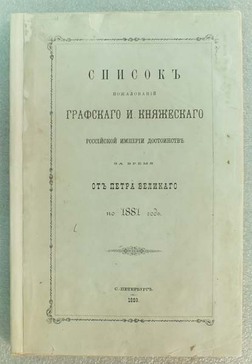 СПИСОКЪ
ПОЖАЛОВАНІЙ
ГРАФСКАГО И КНЯЖЕСКАГО
РОССІЙСКОЙ ИМПЕРІИ ДОСТОИНСТВЪ
ЗА ВРЕМЯ
ОТЪ ПЕТРА ВЕЛИКАГО
по 1881 годъ.
С.-ПЕТЕРБУРГЪ.